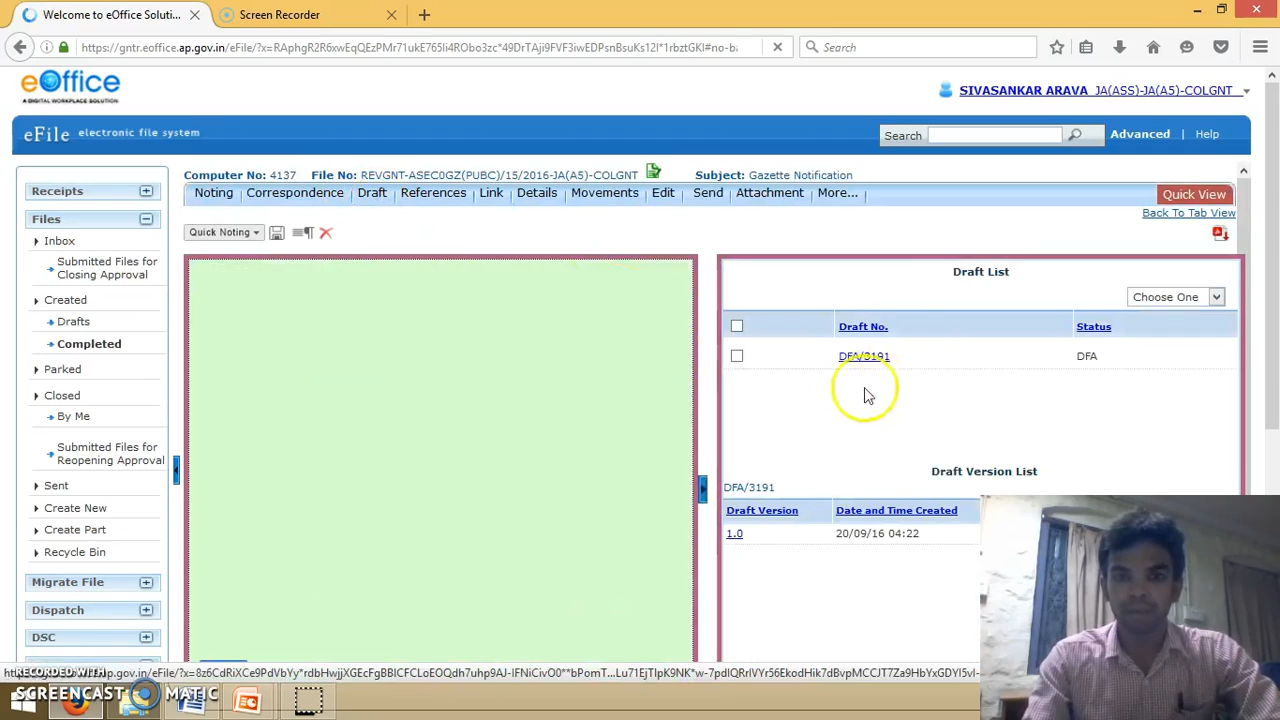 Welcome to eOffice Soluti...
Screen Recorder
https://gntr.eoffice.ap.gov.in/eFile/?x=RAphgR2R6xwEqQEzPMr71ukE765li4RObo3zc*49DrTAji9FVF3iwEDPsnBsuKs12I*1rbztGKI#no-ba
Search
eOffice
A DIGITAL WORKPLACE SOLUTION
SIVASANKAR ARAVA JA(ASS)-JA(A5)-COLGNT
eFile electronic file system
Search
Advanced | Help
Computer No: 4137 File No: REVGNT-ASEC0GZ(PUBC)/15/2016-JA(A5)-COLGNT Subject: Gazette Notification
Noting Correspondence Draft References Link Details Movements Edit Send Attachment More... Quick View
Back To Tab View
Quick Noting
Receipts
Files
Inbox
Submitted Files for
Closing Approval
Created
Drafts
Completed
Parked
Closed
By Me
Submitted Files for
Reopening Approval
Sent
Create New
Create Part
Recycle Bin
Migrate File
Dispatch
DSC
Draft List
Choose One
Draft No. Status
DFA/3191 DFA
Draft Version List
DFA/3191
Draft Version Date and Time Created
1.0 20/09/16 04:22
RECORDED WITH
SCREENCAST MATIC